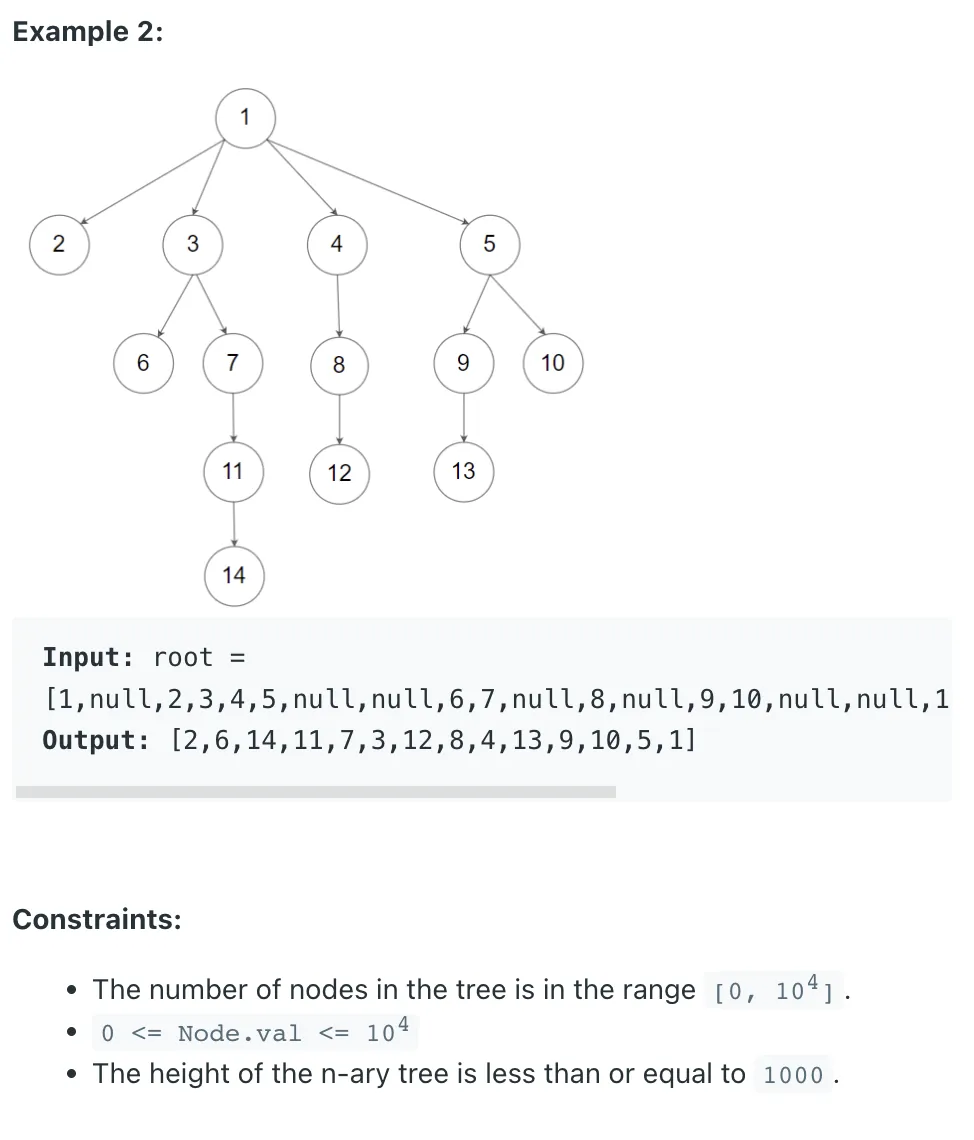 Example 2:
1
2 3 4 5
6 7 8 9 10
11 12 13
14
Input: root =
[1,null,2,3,4,5,null,null,6,7,null,8,null,9,10,null,null,1
Output: [2,6,14,11,7,3,12,8,4,13,9,10,5,1]
Constraints:
• The number of nodes in the tree is in the range [0, 10⁴].
• 0 <= Node.val <= 10⁴
• The height of the n-ary tree is less than or equal to 1000.